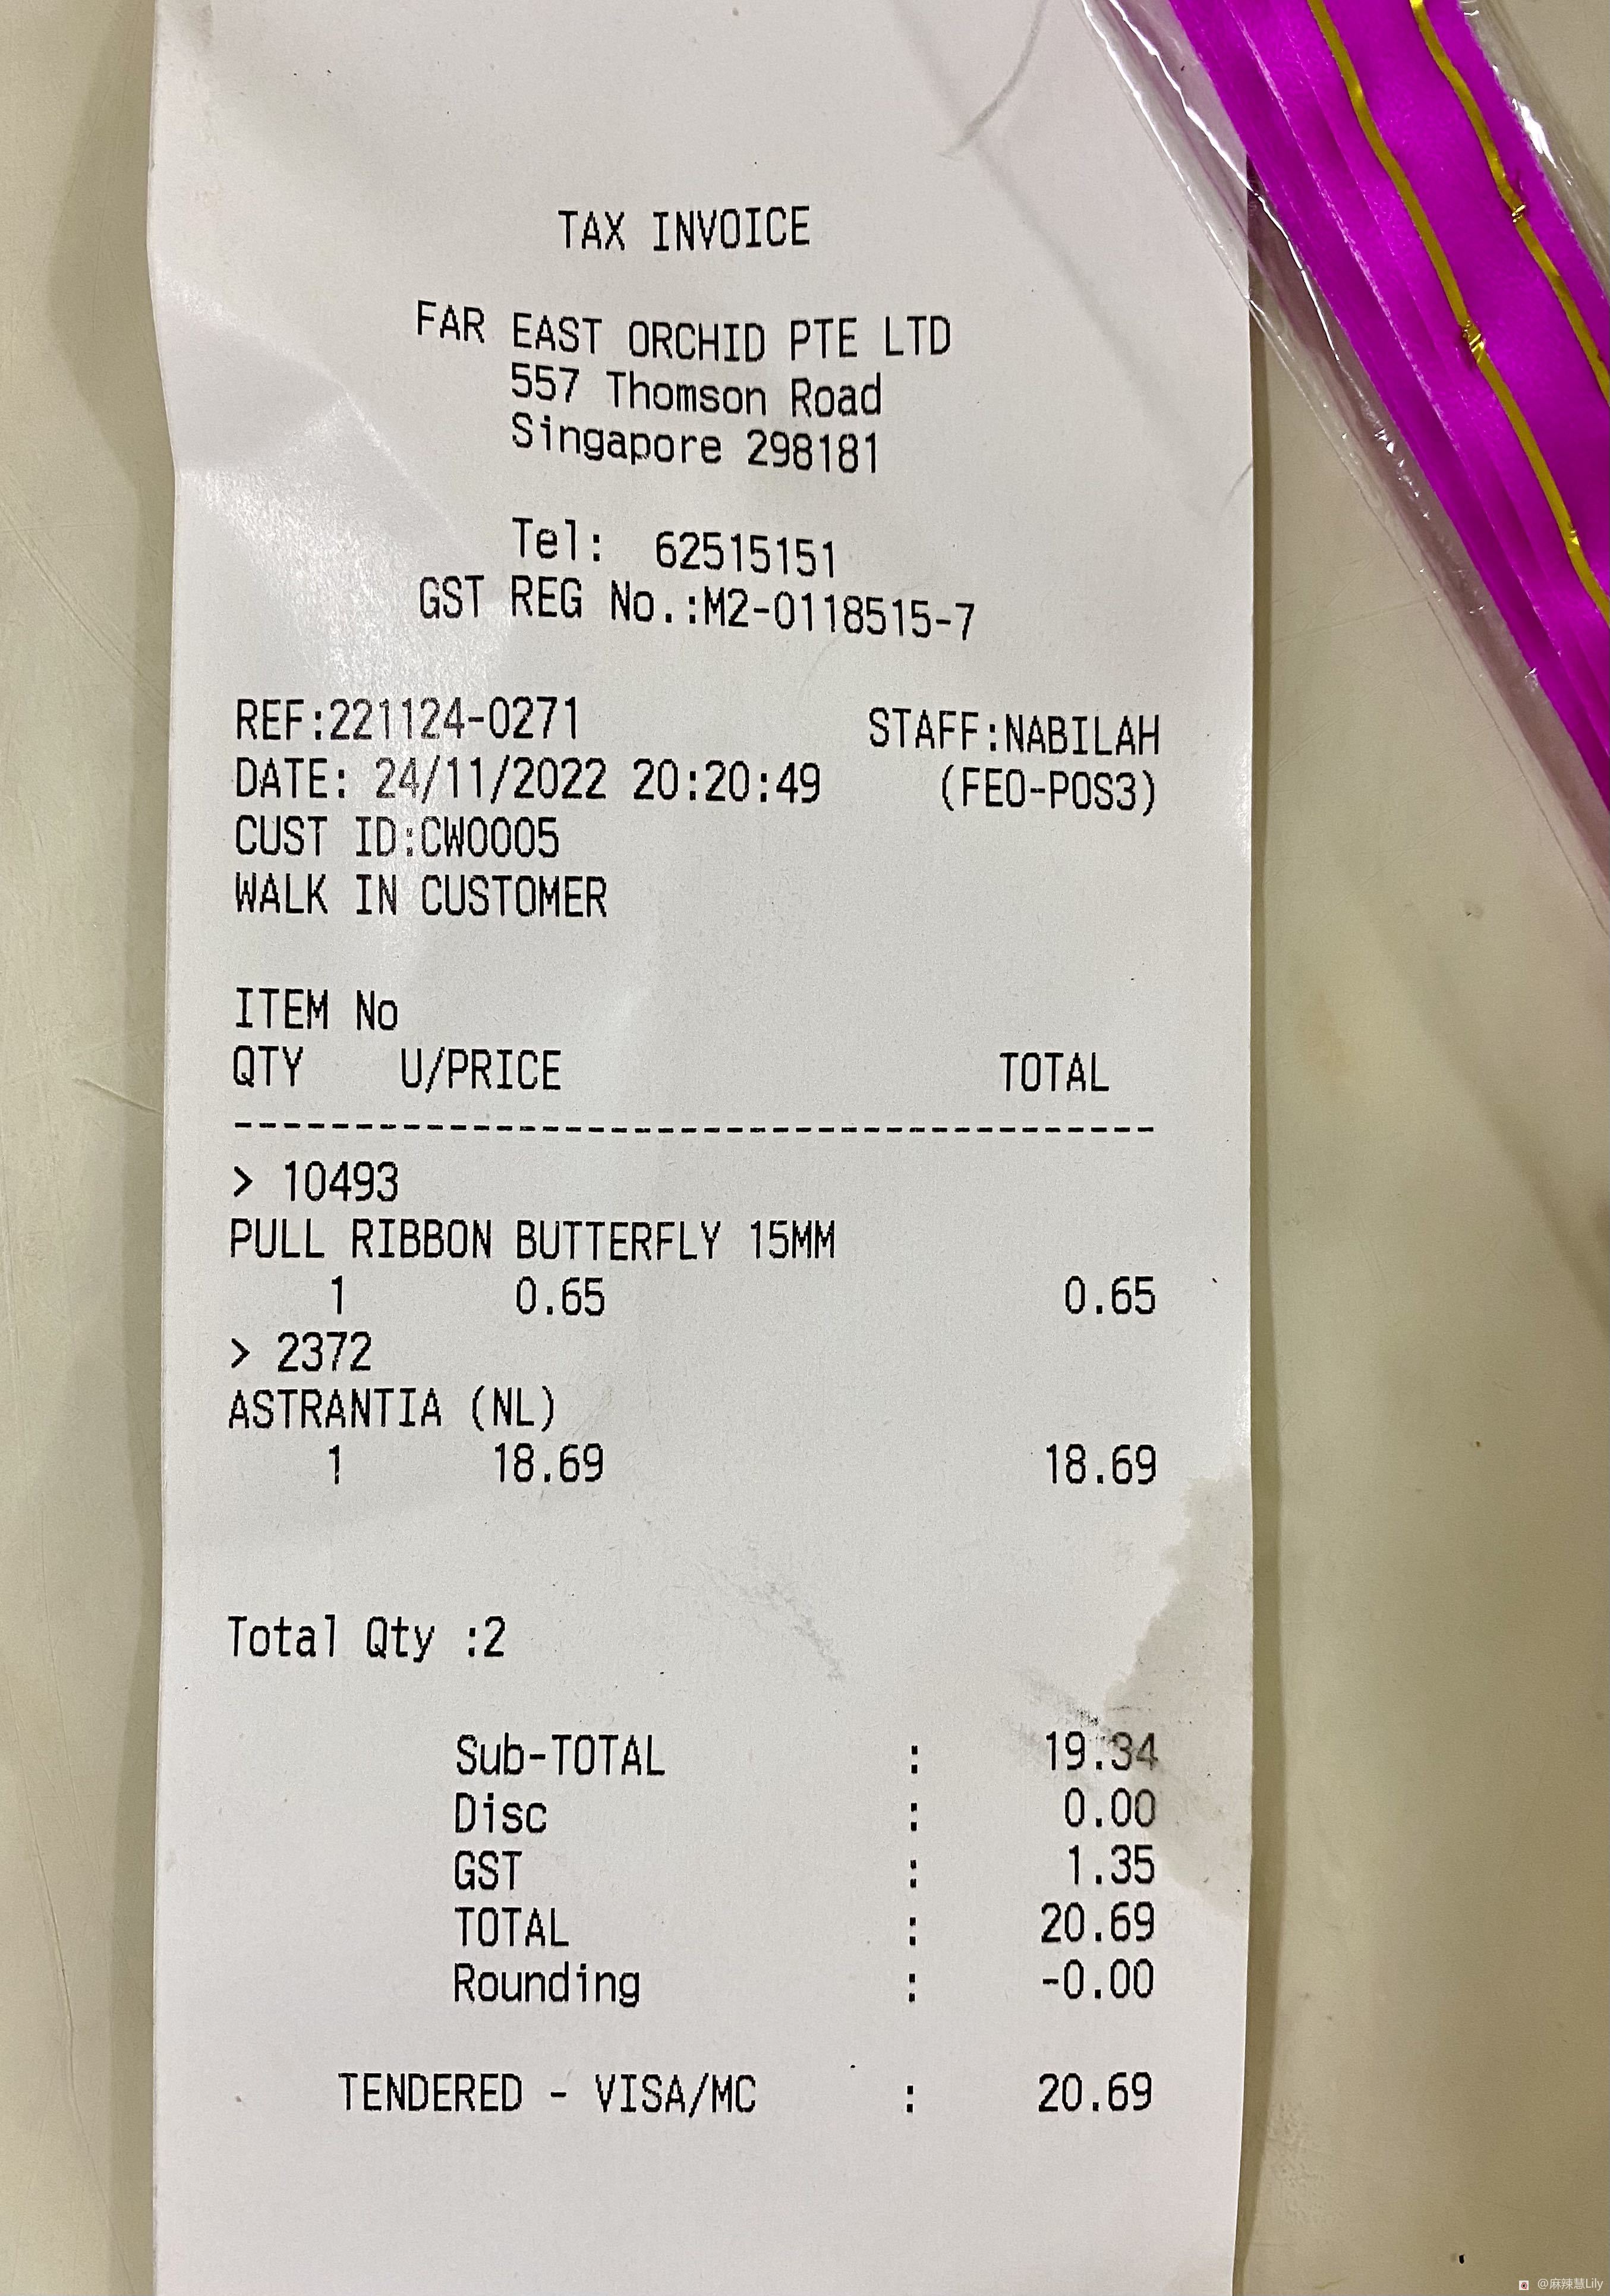 TAX INVOICE
FAR EAST ORCHID PTE LTD
557 Thomson Road
Singapore 298181
Tel: 62515151
GST REG No.:M2-0118515-7
REF:221124-0271 STAFF:NABILAH
DATE: 24/11/2022 20:20:49 (FEO-POS3)
CUST ID:CW0005
WALK IN CUSTOMER
ITEM No
QTY U/PRICE TOTAL
----------------------------------------
> 10493
PULL RIBBON BUTTERFLY 15MM
1 0.65 0.65
> 2372
ASTRANTIA (NL)
1 18.69 18.69
Total Qty :2
Sub-TOTAL : 19.34
Disc : 0.00
GST : 1.35
TOTAL : 20.69
Rounding : -0.00
TENDERED - VISA/MC : 20.69
@麻辣慧Lily